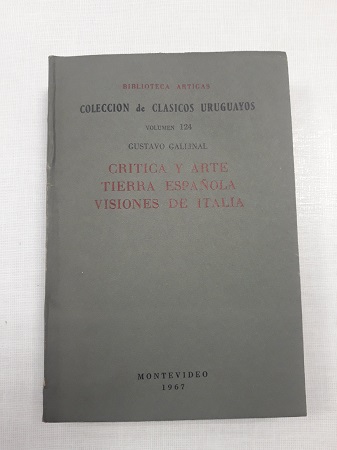 BIBLIOTECA ARTIGAS
COLECCION de CLASICOS URUGUAYOS
VOLUMEN 124
GUSTAVO GALLINAL
CRITICA Y ARTE
TIERRA ESPAÑOLA
VISIONES DE ITALIA
MONTEVIDEO
1967